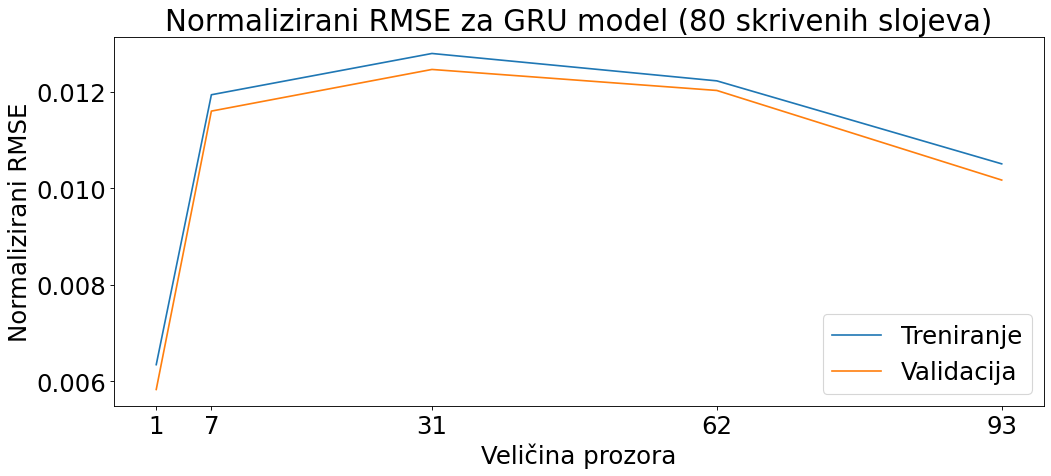 Normalizirani RMSE za GRU model (80 skrivenih slojeva)
Normalizirani RMSE
0.012
0.010
0.008
0.006
Treniranje
Validacija
1 7 31 62 93
Veličina prozora